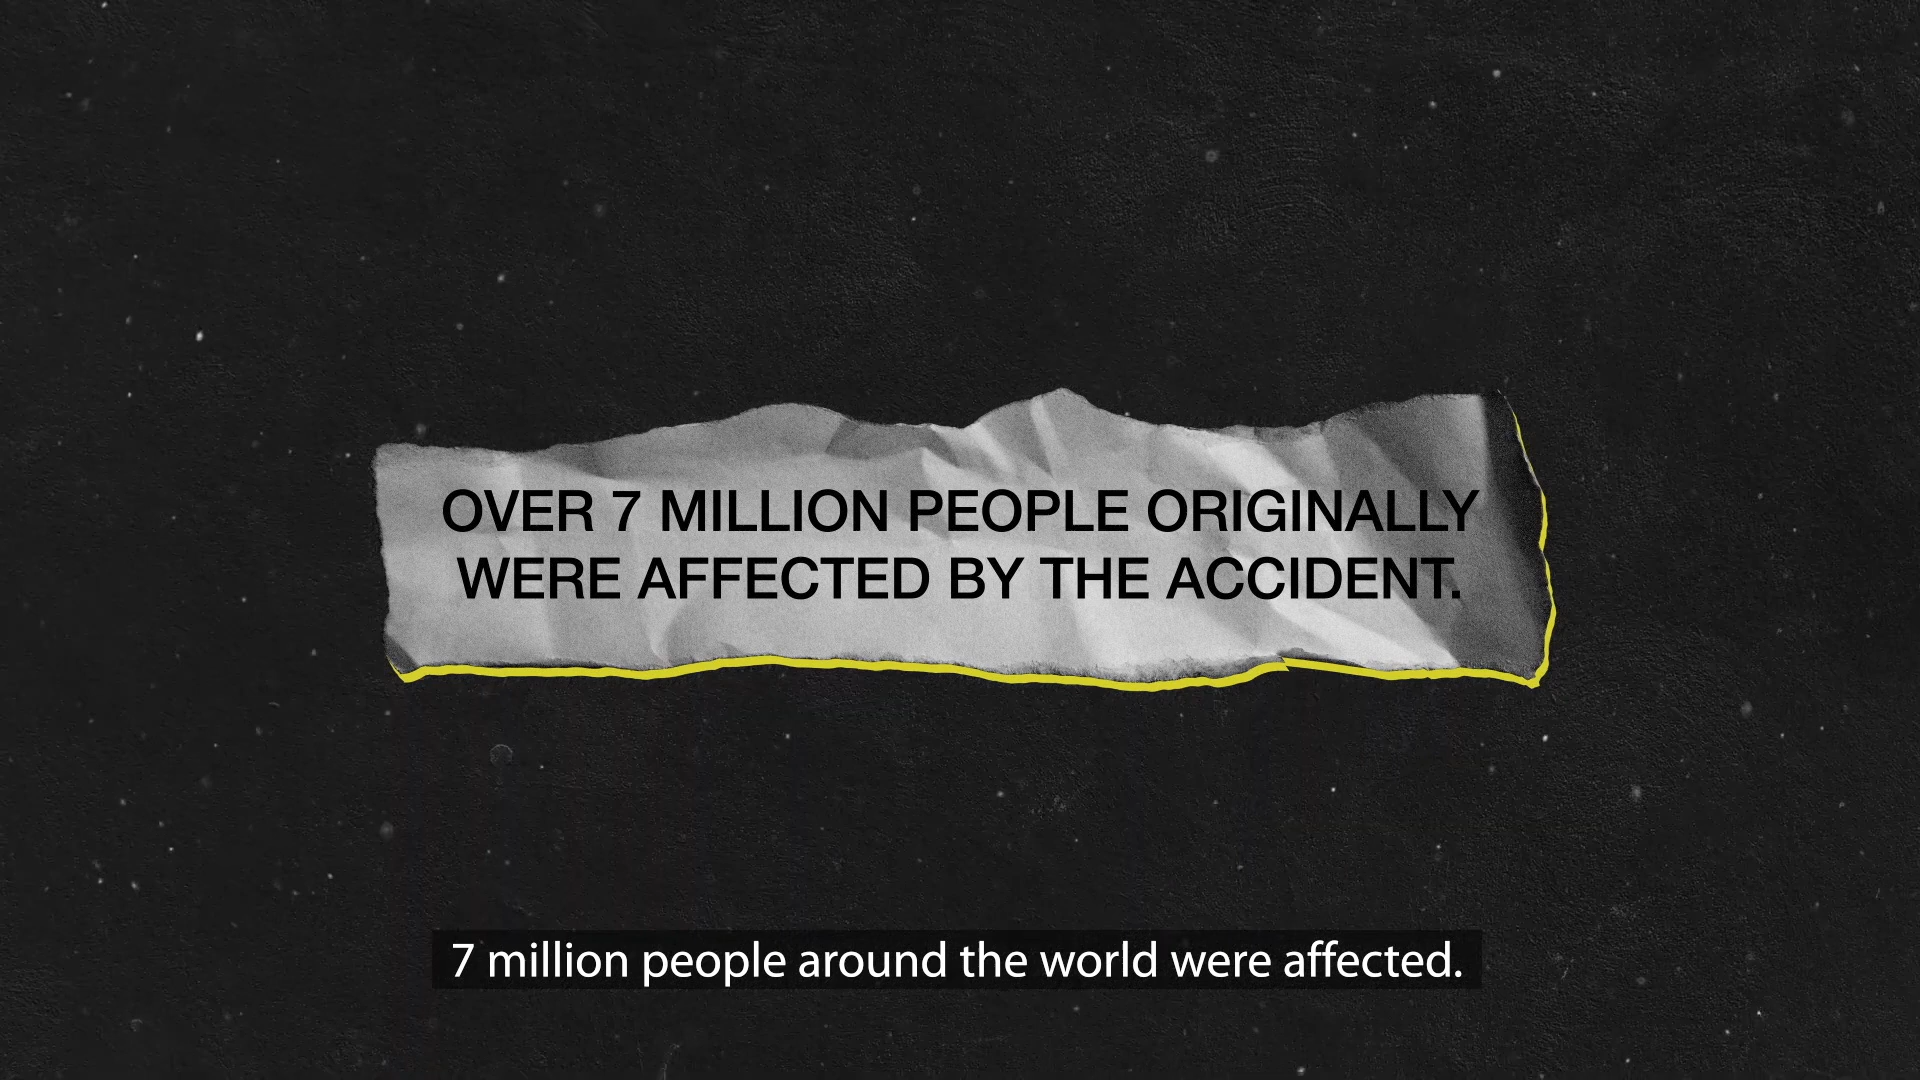 OVER 7 MILLION PEOPLE ORIGINALLY
WERE AFFECTED BY THE ACCIDENT.
7 million people around the world were affected.